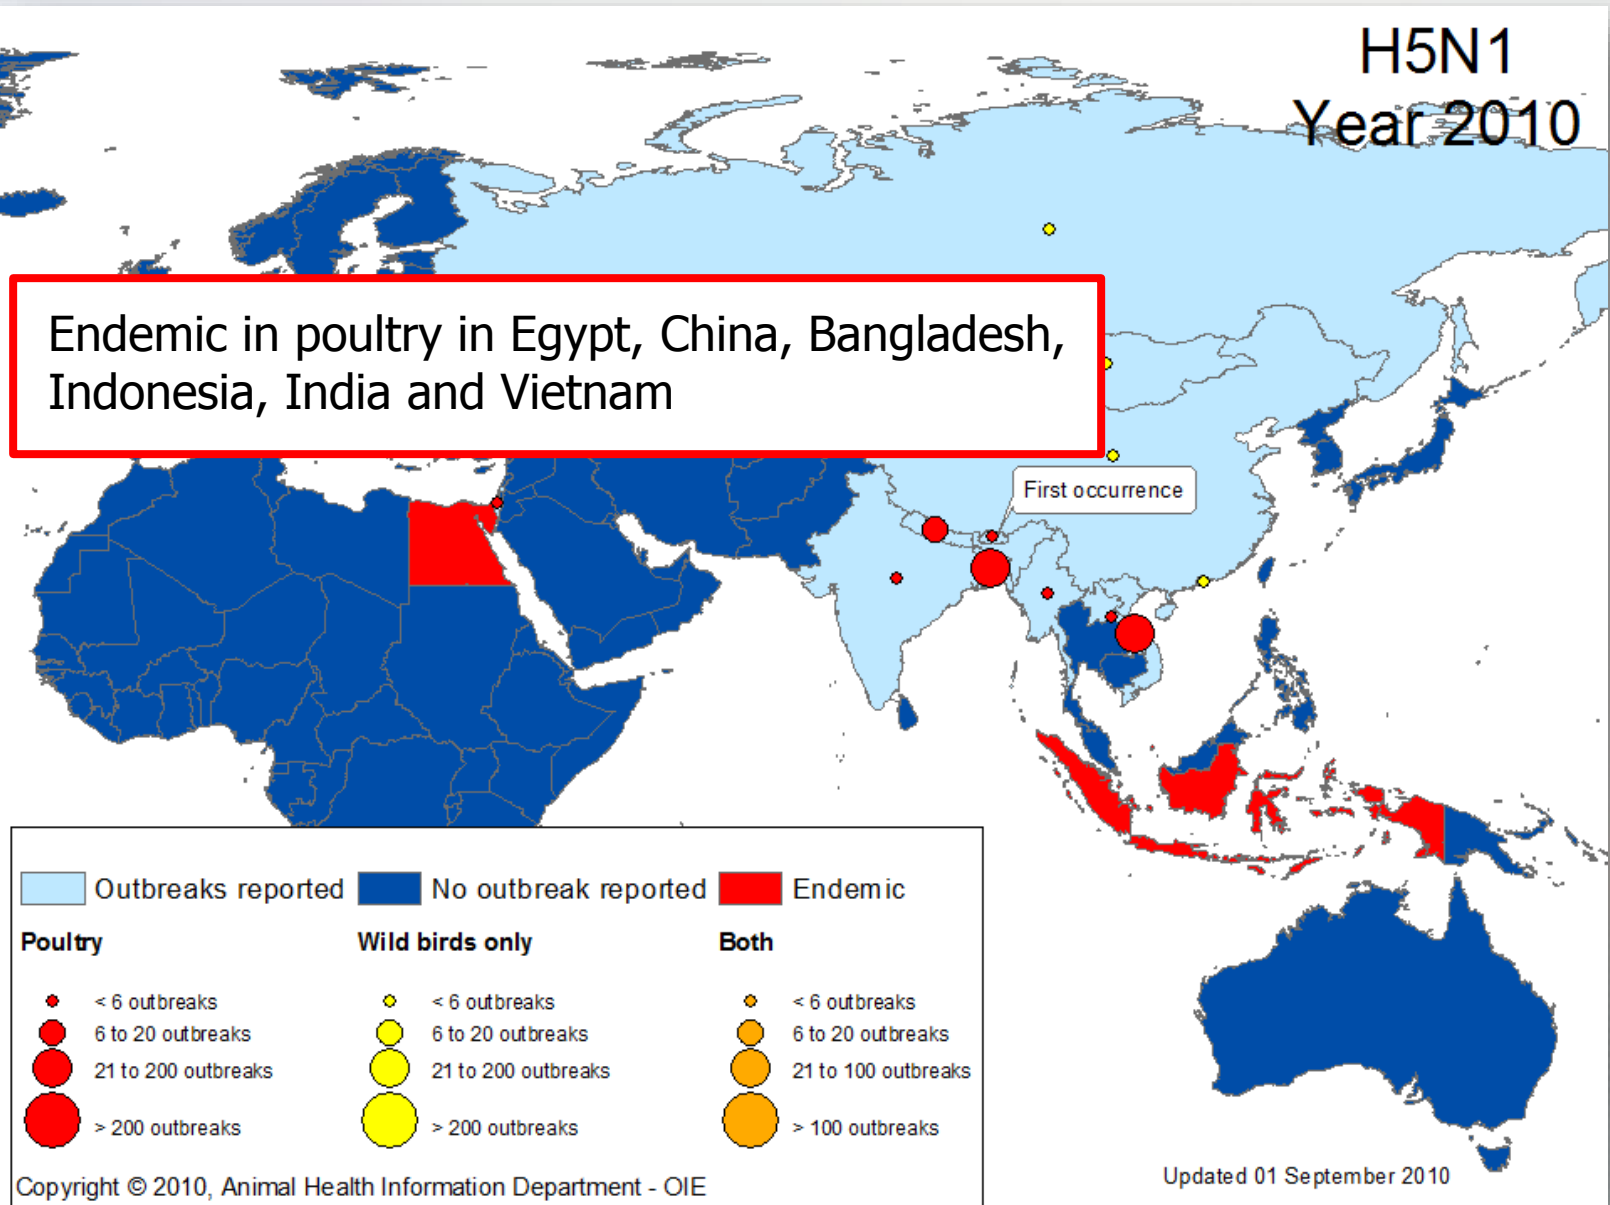 H5N1
Year 2010
Endemic in poultry in Egypt, China, Bangladesh,
Indonesia, India and Vietnam
First occurrence
Outbreaks reported No outbreak reported Endemic
Poultry Wild birds only Both
< 6 outbreaks < 6 outbreaks < 6 outbreaks
6 to 20 outbreaks 6 to 20 outbreaks 6 to 20 outbreaks
21 to 200 outbreaks 21 to 200 outbreaks 21 to 100 outbreaks
> 200 outbreaks > 200 outbreaks > 100 outbreaks
Updated 01 September 2010
Copyright © 2010, Animal Health Information Department - OIE